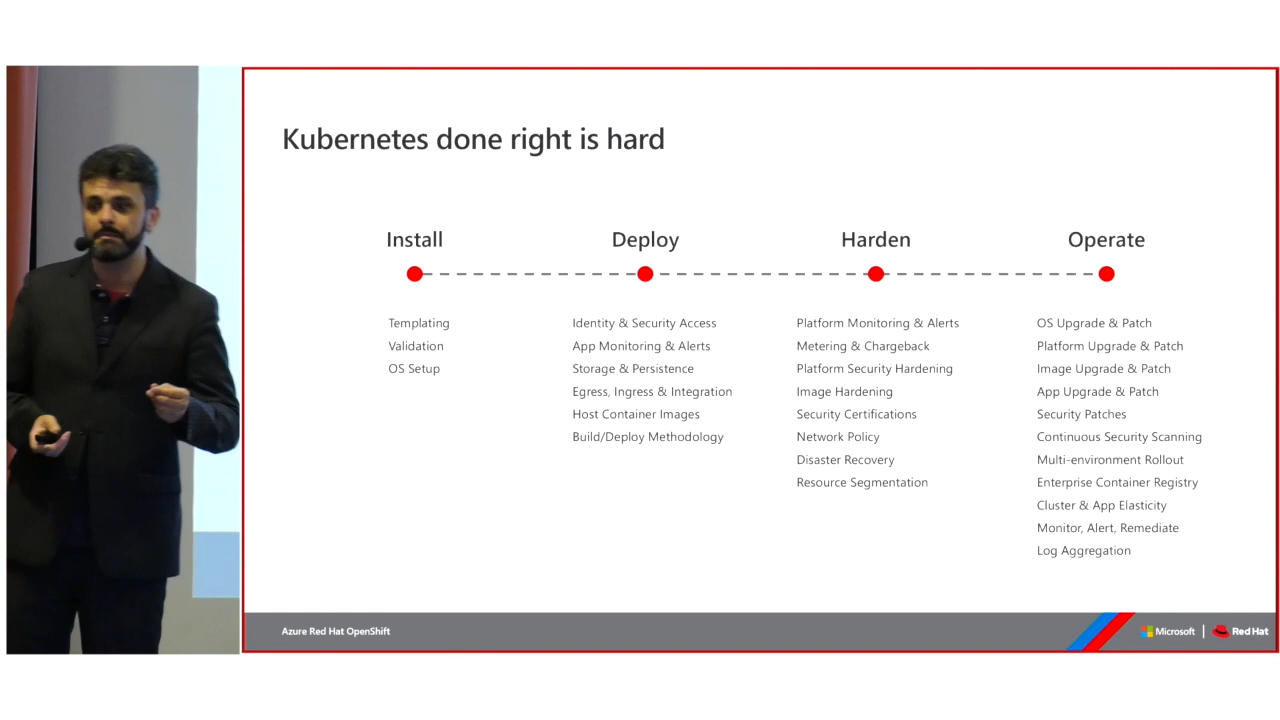 Kubernetes done right is hard
Install
Templating
Validation
OS Setup
Deploy
Identity & Security Access
App Monitoring & Alerts
Storage & Persistence
Egress, Ingress & Integration
Host Container Images
Build/Deploy Methodology
Harden
Platform Monitoring & Alerts
Metering & Chargeback
Platform Security Hardening
Image Hardening
Security Certifications
Network Policy
Disaster Recovery
Resource Segmentation
Operate
OS Upgrade & Patch
Platform Upgrade & Patch
Image Upgrade & Patch
App Upgrade & Patch
Security Patches
Continuous Security Scanning
Multi-environment Rollout
Enterprise Container Registry
Cluster & App Elasticity
Monitor, Alert, Remediate
Log Aggregation
Azure Red Hat OpenShift
Microsoft | Red Hat